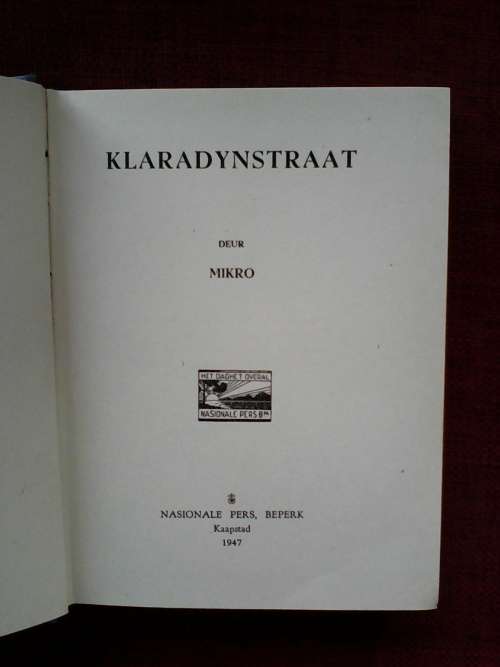 KLARADYNSTRAAT
DEUR
MIKRO
HET DAGHET OVERAL
NASIONALE PERS BPK
NASIONALE PERS, BEPERK
Kaapstad
1947